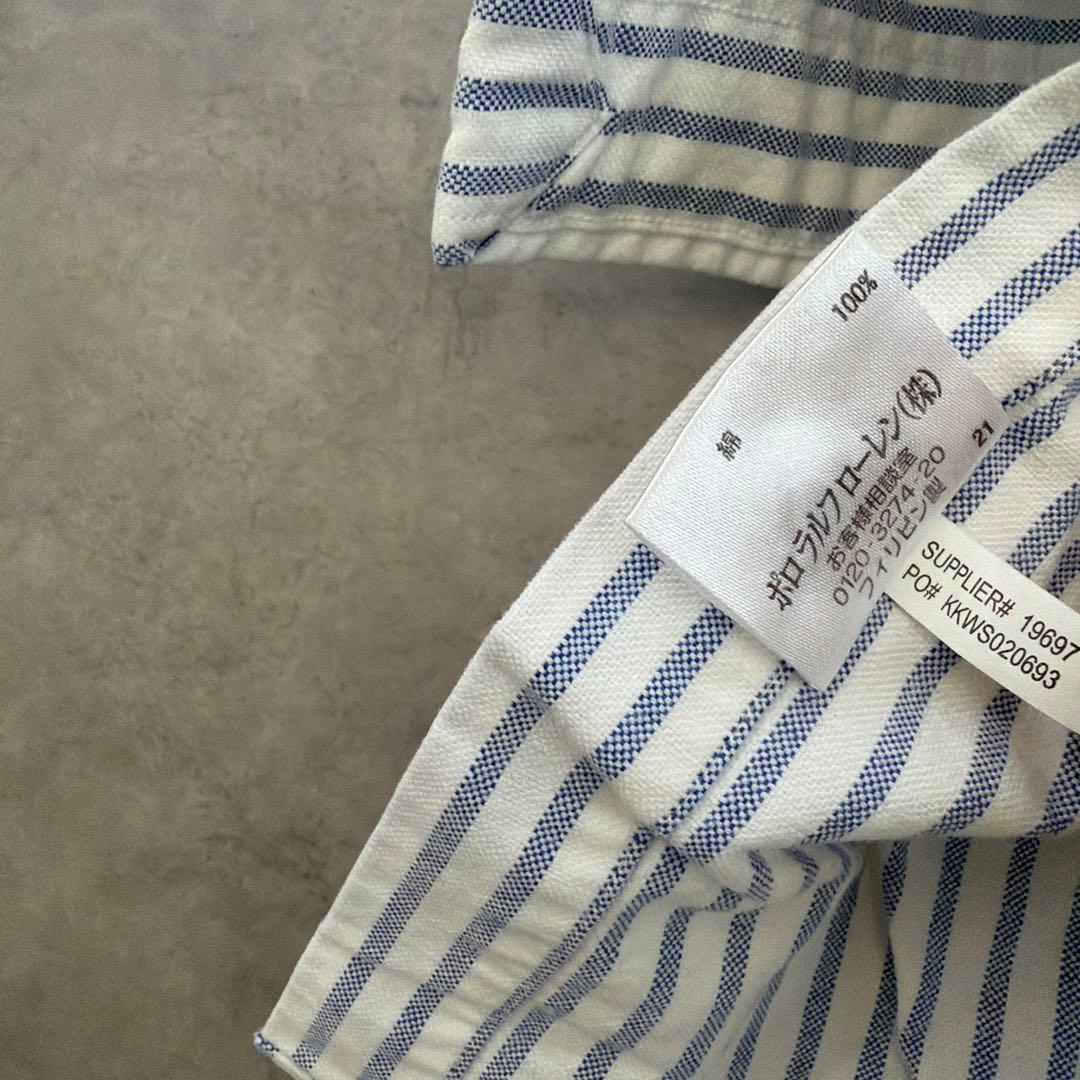 綿 100%
ポロ ラルフ ローレン(株)
お客様相談室
0120-3274-20
フィリピン製
21
SUPPLIER# 19697
PO# KKWS020693